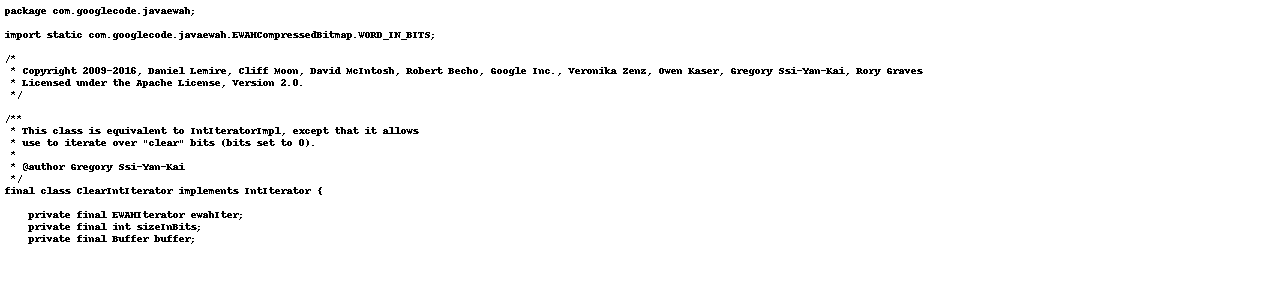 package com.googlecode.javaewah;

import static com.googlecode.javaewah.EWAHCompressedBitmap.WORD_IN_BITS;

/*
 * Copyright 2009-2016, Daniel Lemire, Cliff Moon, David McIntosh, Robert Becho, Google Inc., Veronika Zenz, Owen Kaser, Gregory Ssi-Yan-Kai, Rory Graves
 * Licensed under the Apache License, Version 2.0.
 */

/**
 * This class is equivalent to IntIteratorImpl, except that it allows
 * use to iterate over "clear" bits (bits set to 0).
 *
 * @author Gregory Ssi-Yan-Kai
 */
final class ClearIntIterator implements IntIterator {

    private final EWAHIterator ewahIter;
    private final int sizeInBits;
    private final Buffer buffer;